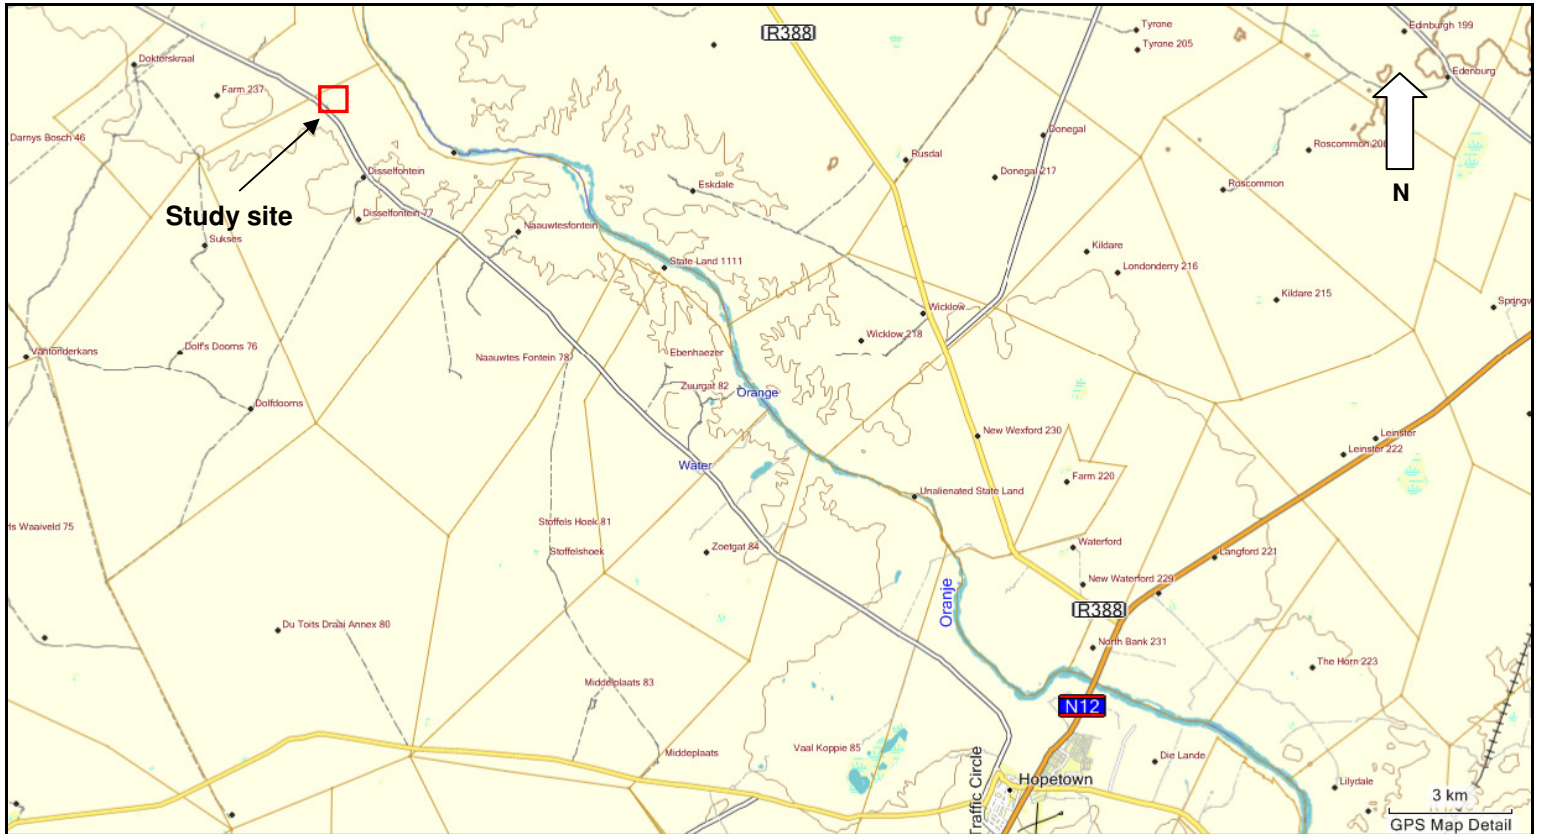 R388
Tyrone
Tyrone 205
Edinburgh 199
Edenburg
Dokterskraal
Farm 237
Darnys Bosch 46
Donegal
Roscommon
Rusdal
Donegal 217
Disselfontein
Eskdale
N
Study site
Disselfontein 77
Naauwtesfontein
Sukses
Kildare
State Land 1111
Londonderry 216
Kildare 215
Wicklow
Wicklow 218
Vantonderkans
Dolf's Dooms 76
Naauwtes Fontein 78
Ebenhaezer
Zuurgat 82
Orange
Dolfdooms
New Wexford 230
Leinster
Leinster 222
Water
Farm 220
Unalienated State Land
ls Waaiveld 75
Stoffels Hoek 81
Stoffelshoek
Zoetgat 84
Waterford
Langford 221
New Waterford 229
Oranje
R388
Du Toits Draai Annex 80
North Bank 231
The Horn 223
Middelplaats 83
N12
Middeplaats
Vaal Koppie 85
Die Lande
Traffic Circle
Hopetown
Lilydale
3 km
GPS Map Detail